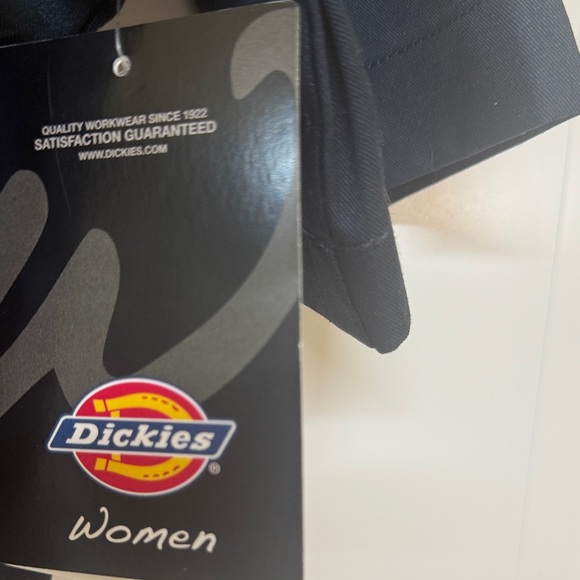 QUALITY WORKWEAR SINCE 1922
SATISFACTION GUARANTEED
WWW.DICKIES.COM
Dickies®
Women